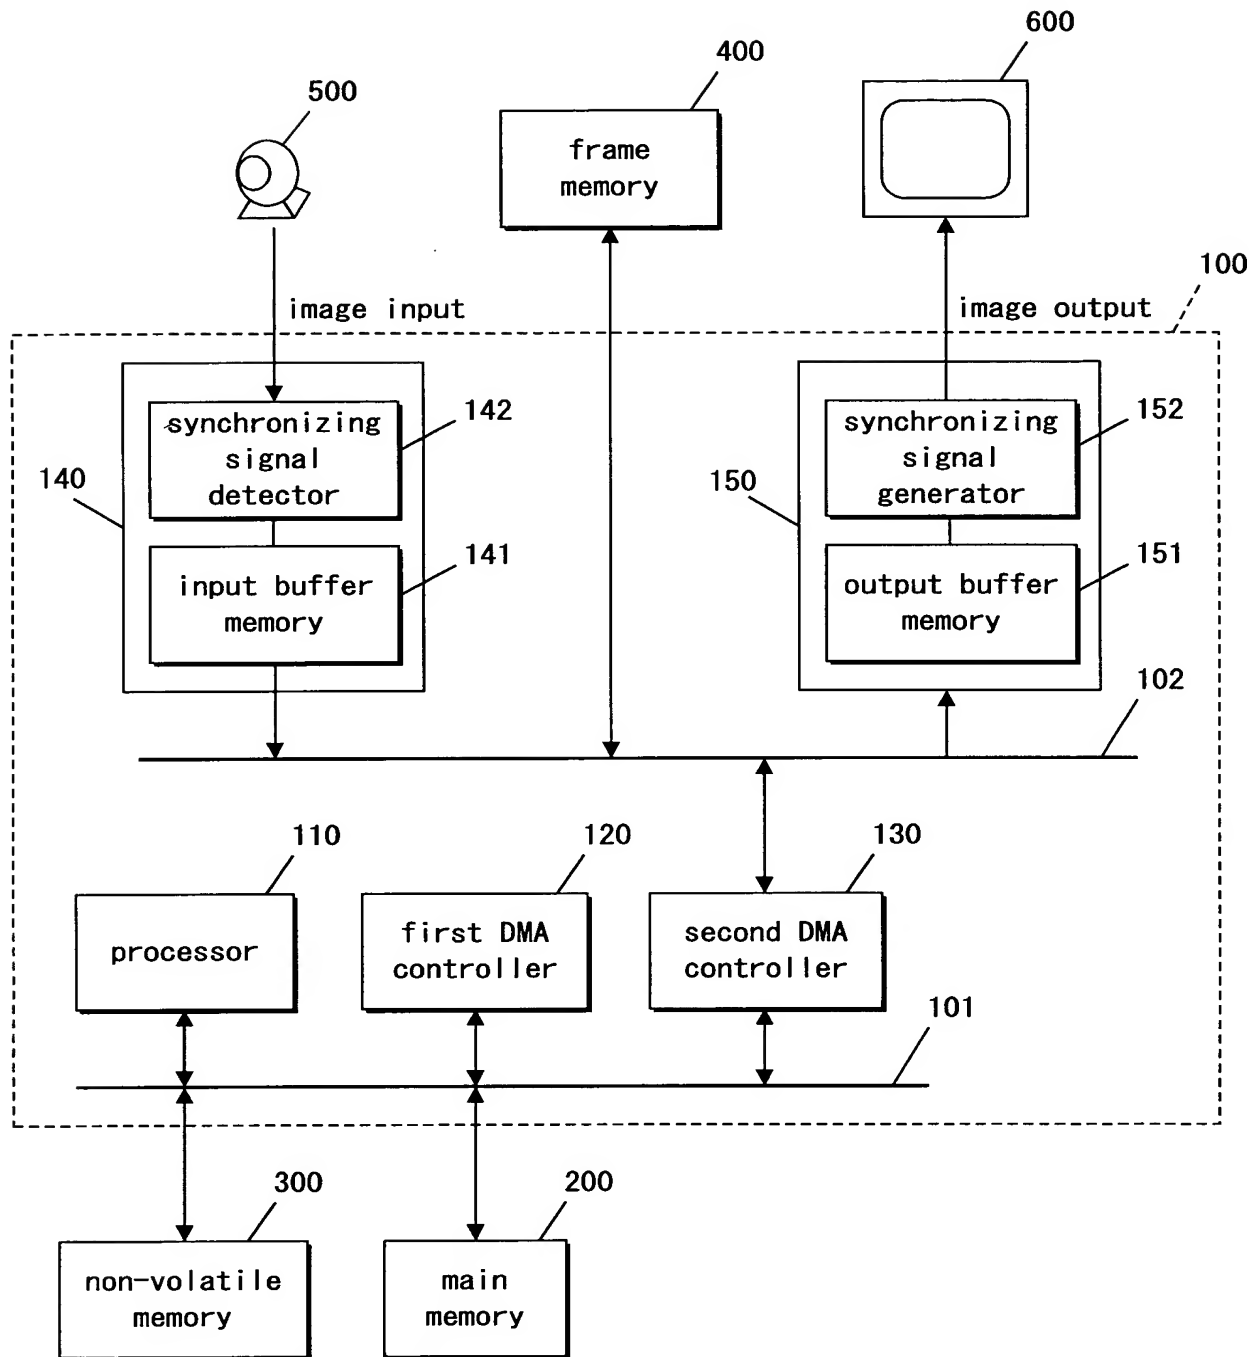 600
400
500
frame
memory
100
image input
image output
synchronizing
signal
detector
142
140
input buffer
memory
141
synchronizing
signal
generator
152
150
output buffer
memory
151
102
110
120
130
processor
first DMA
controller
second DMA
controller
101
300
200
non-volatile
memory
main
memory